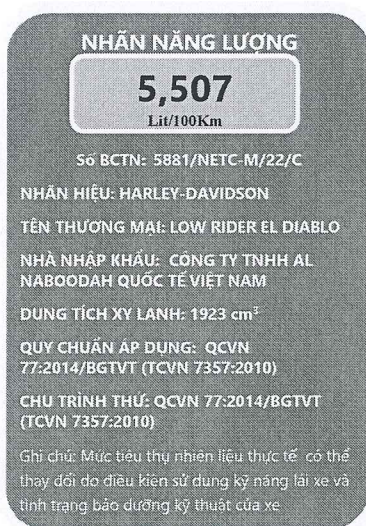 NHÃN NĂNG LƯỢNG
5,507
Lit/100Km
Số BCTN: 5881/NETC-M/22/C
NHÃN HIỆU: HARLEY-DAVIDSON
TÊN THƯƠNG MẠI: LOW RIDER EL DIABLO
NHÀ NHẬP KHẨU: CÔNG TY TNHH AL
NABOODAH QUỐC TẾ VIỆT NAM
DUNG TÍCH XY LANH: 1923 cm³
QUY CHUẨN ÁP DỤNG: QCVN
77:2014/BGTVT (TCVN 7357:2010)
CHU TRÌNH THỬ: QCVN 77:2014/BGTVT
(TCVN 7357:2010)
Ghi chú: Mức tiêu thụ nhiên liệu thực tế có thể
thay đổi do điều kiện sử dụng kỹ năng lái xe và
tình trạng bảo dưỡng kỹ thuật của xe